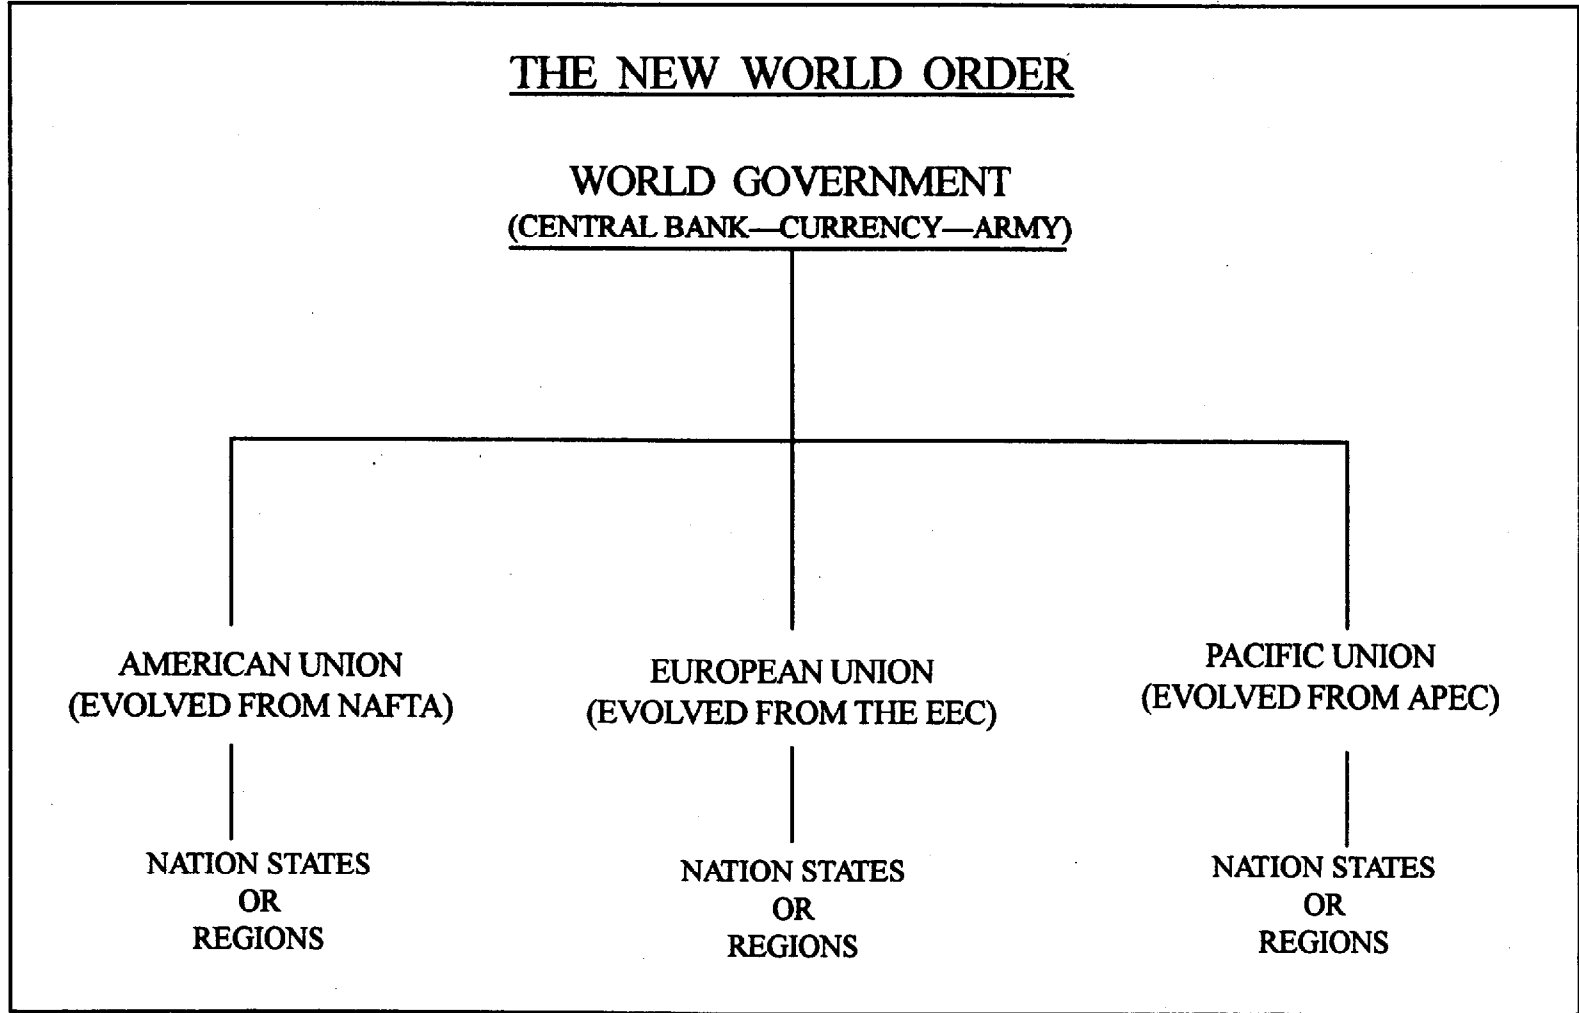 THE NEW WORLD ORDER
WORLD GOVERNMENT
(CENTRAL BANK—CURRENCY—ARMY)
AMERICAN UNION
(EVOLVED FROM NAFTA)
NATION STATES
OR
REGIONS
EUROPEAN UNION
(EVOLVED FROM THE EEC)
NATION STATES
OR
REGIONS
PACIFIC UNION
(EVOLVED FROM APEC)
NATION STATES
OR
REGIONS